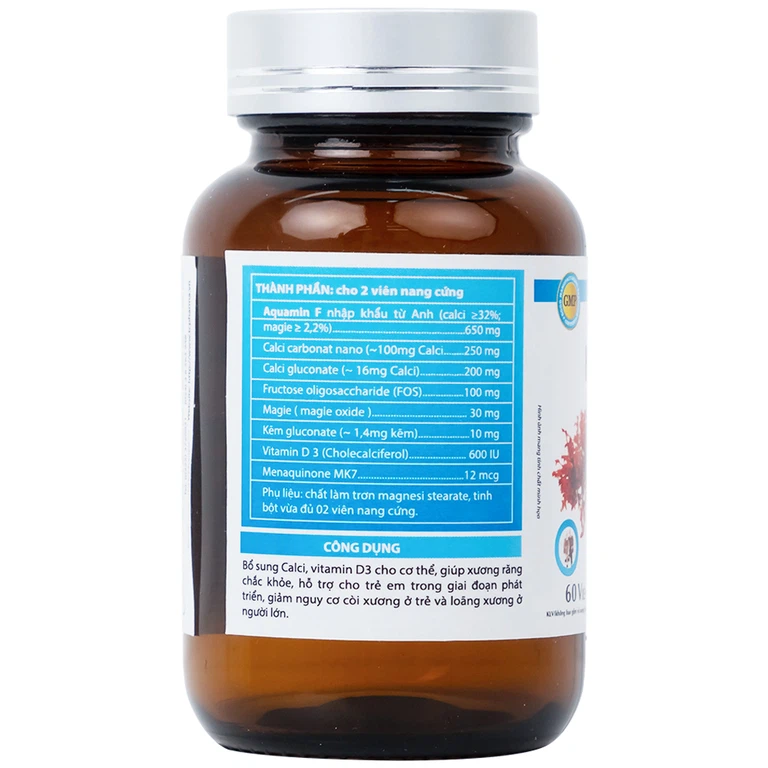 THÀNH PHẦN: cho 2 viên nang cứng
Aquamin F nhập khẩu từ Anh (calci ≥32%;
magie ≥ 2,2%)..............................650 mg
Calci carbonat nano (~100mg Calci.....250 mg
Calci gluconate (~ 16mg Calci)...........200 mg
Fructose oligosaccharide (FOS)..........100 mg
Magie ( magie oxide ).........................30 mg
Kẽm gluconate (~ 1,4mg kẽm)............10 mg
Vitamin D 3 (Cholecalciferol)...............600 IU
Menaquinone MK7...............................12 mcg
Phụ liệu: chất làm trơn magnesi stearate, tinh
bột vừa đủ 02 viên nang cứng.
CÔNG DỤNG
Bổ sung Calci, vitamin D3 cho cơ thể, giúp xương răng
chắc khỏe, hỗ trợ cho trẻ em trong giai đoạn phát
triển, giảm nguy cơ còi xương ở trẻ và loãng xương ở
người lớn.
GMP
Hình ảnh mang tính chất minh họa
60